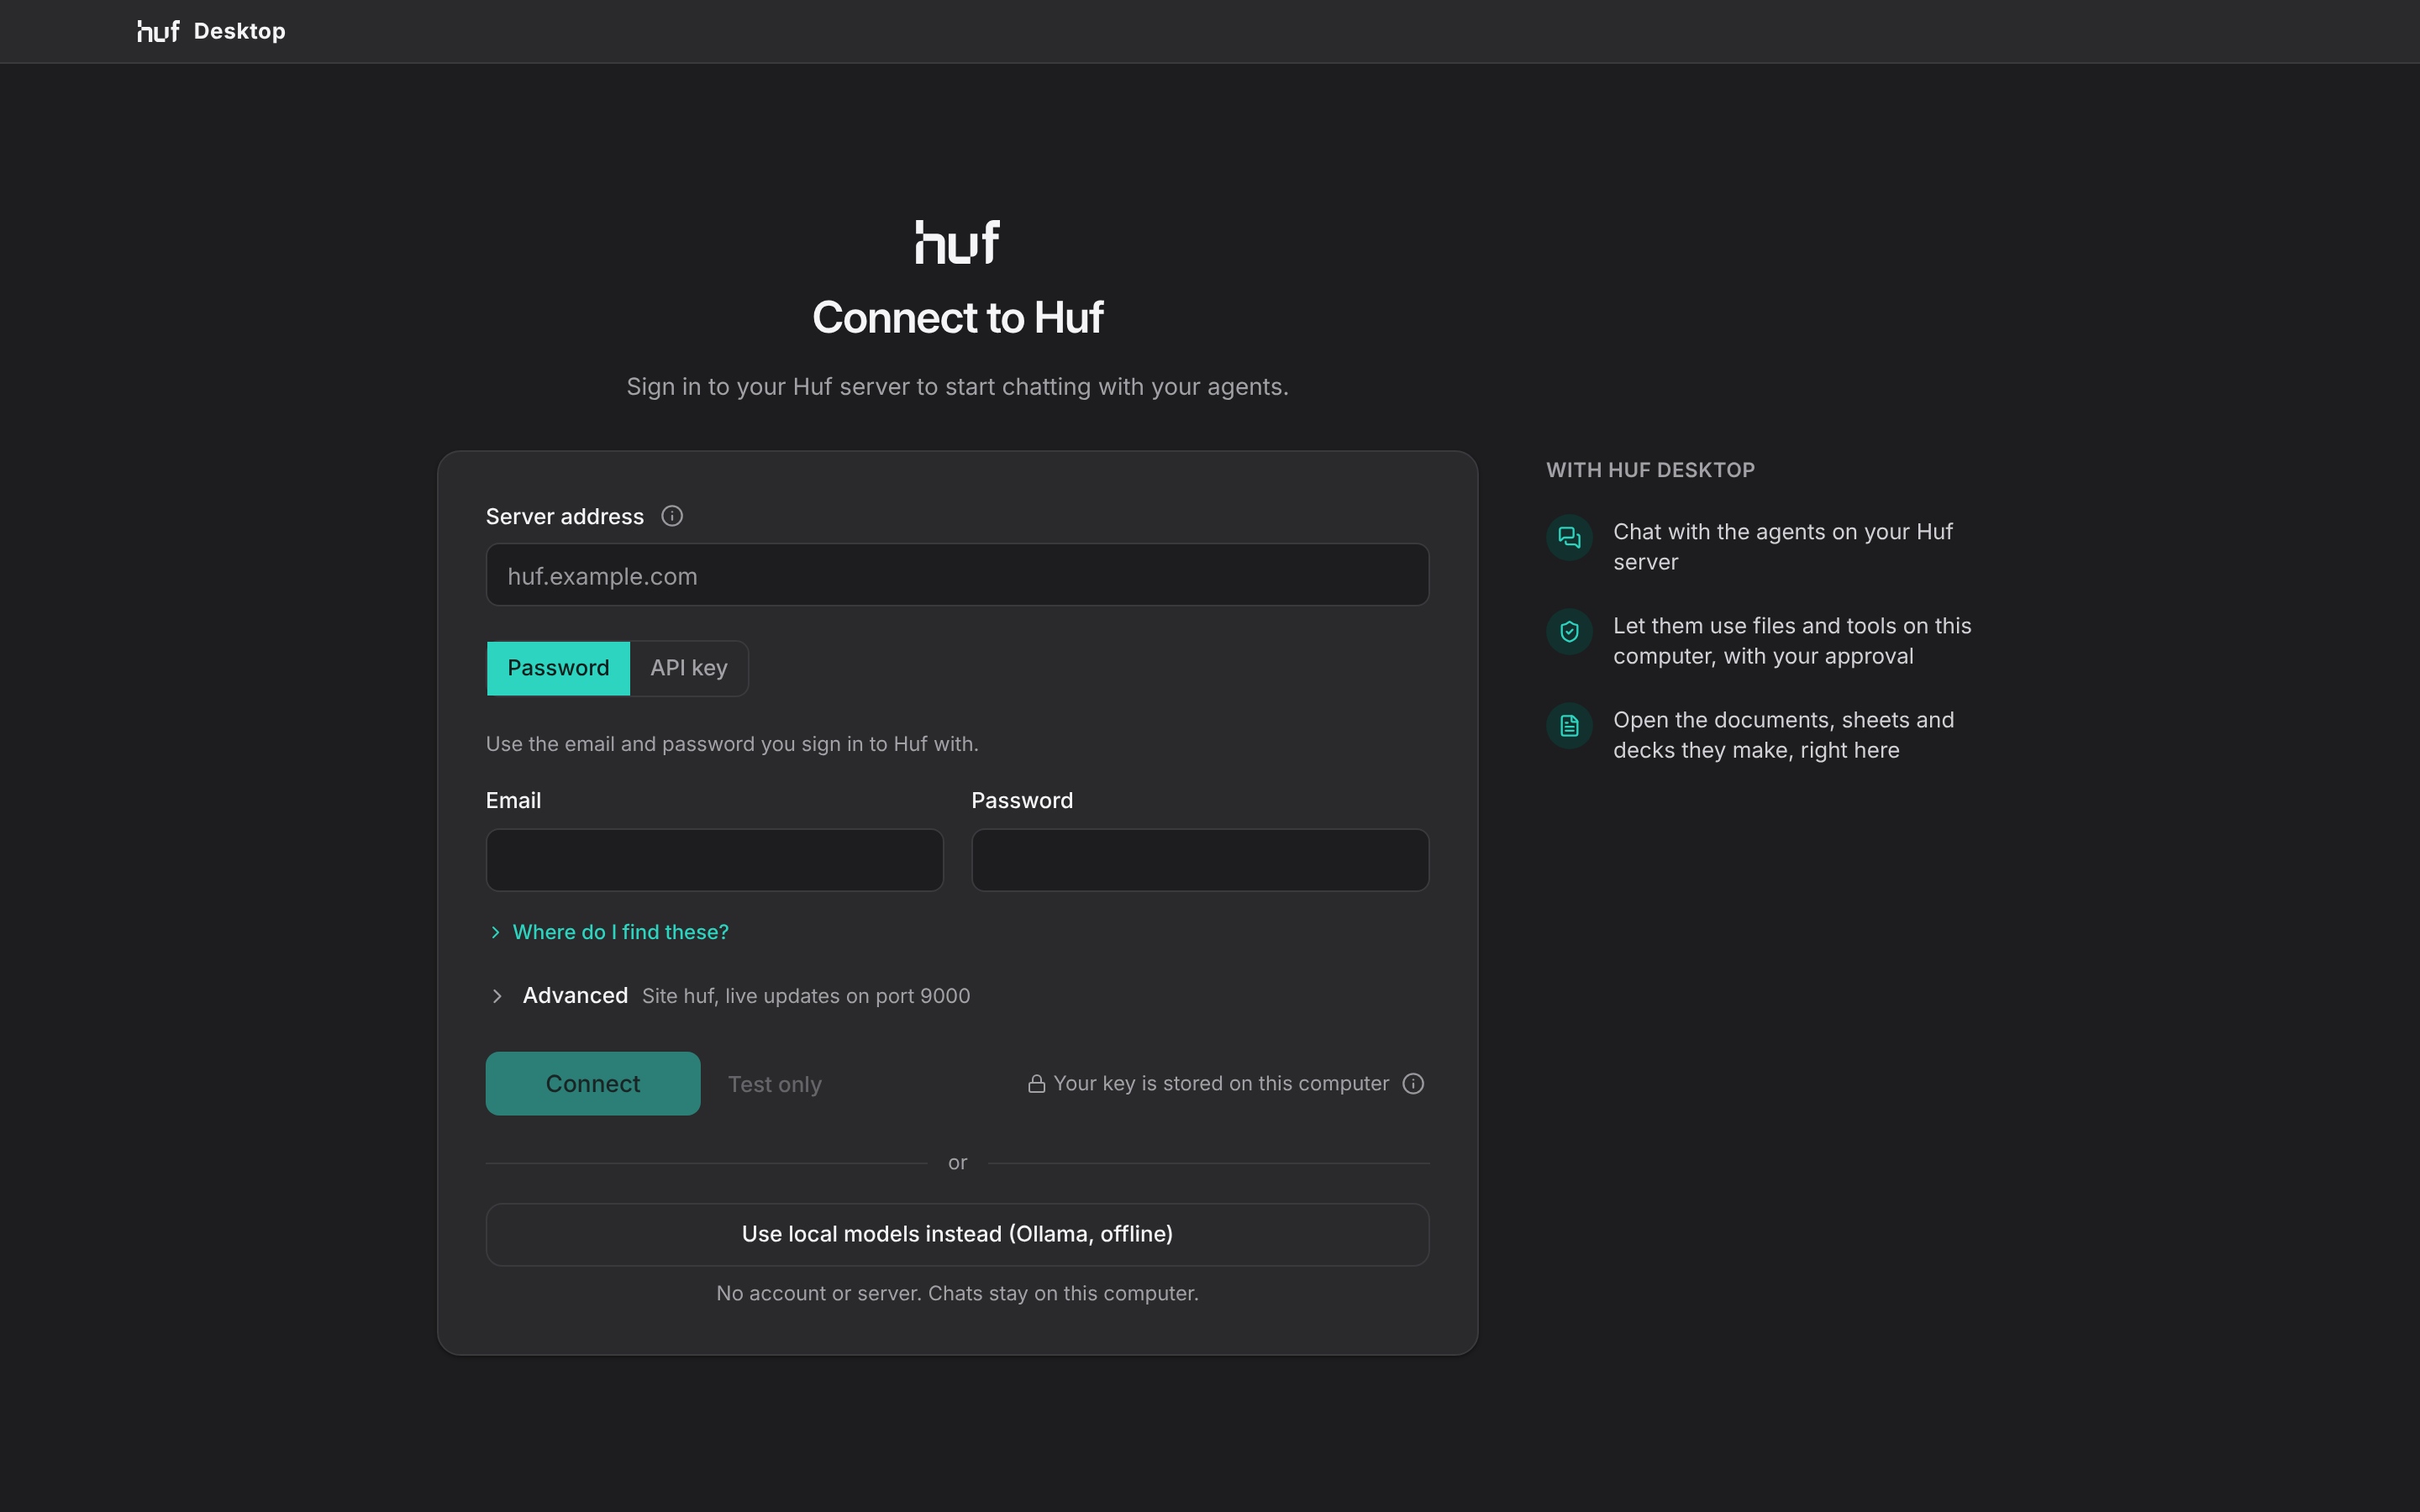 huf Desktop
huf
Connect to Huf
Sign in to your Huf server to start chatting with your agents.
Server address
huf.example.com
Password API key
Use the email and password you sign in to Huf with.
Email Password
Where do I find these?
Advanced Site huf, live updates on port 9000
Connect Test only Your key is stored on this computer
or
Use local models instead (Ollama, offline)
No account or server. Chats stay on this computer.
WITH HUF DESKTOP
Chat with the agents on your Huf
server
Let them use files and tools on this
computer, with your approval
Open the documents, sheets and
decks they make, right here